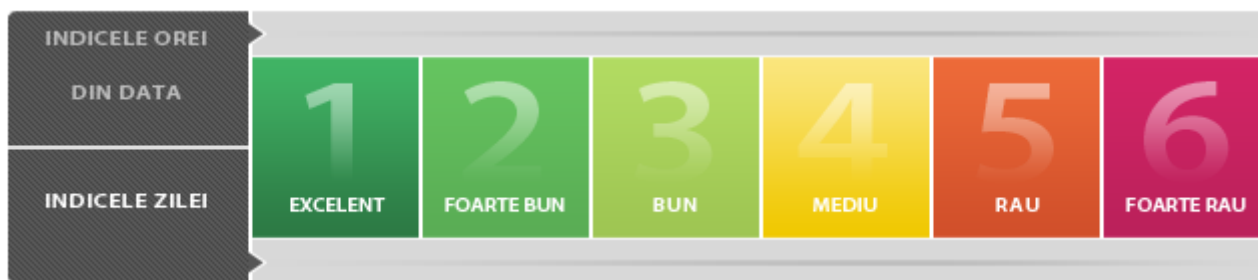 INDICELE OREI
DIN DATA
INDICELE ZILEI
1
EXCELENT
2
FOARTE BUN
3
BUN
4
MEDIU
5
RAU
6
FOARTE RAU